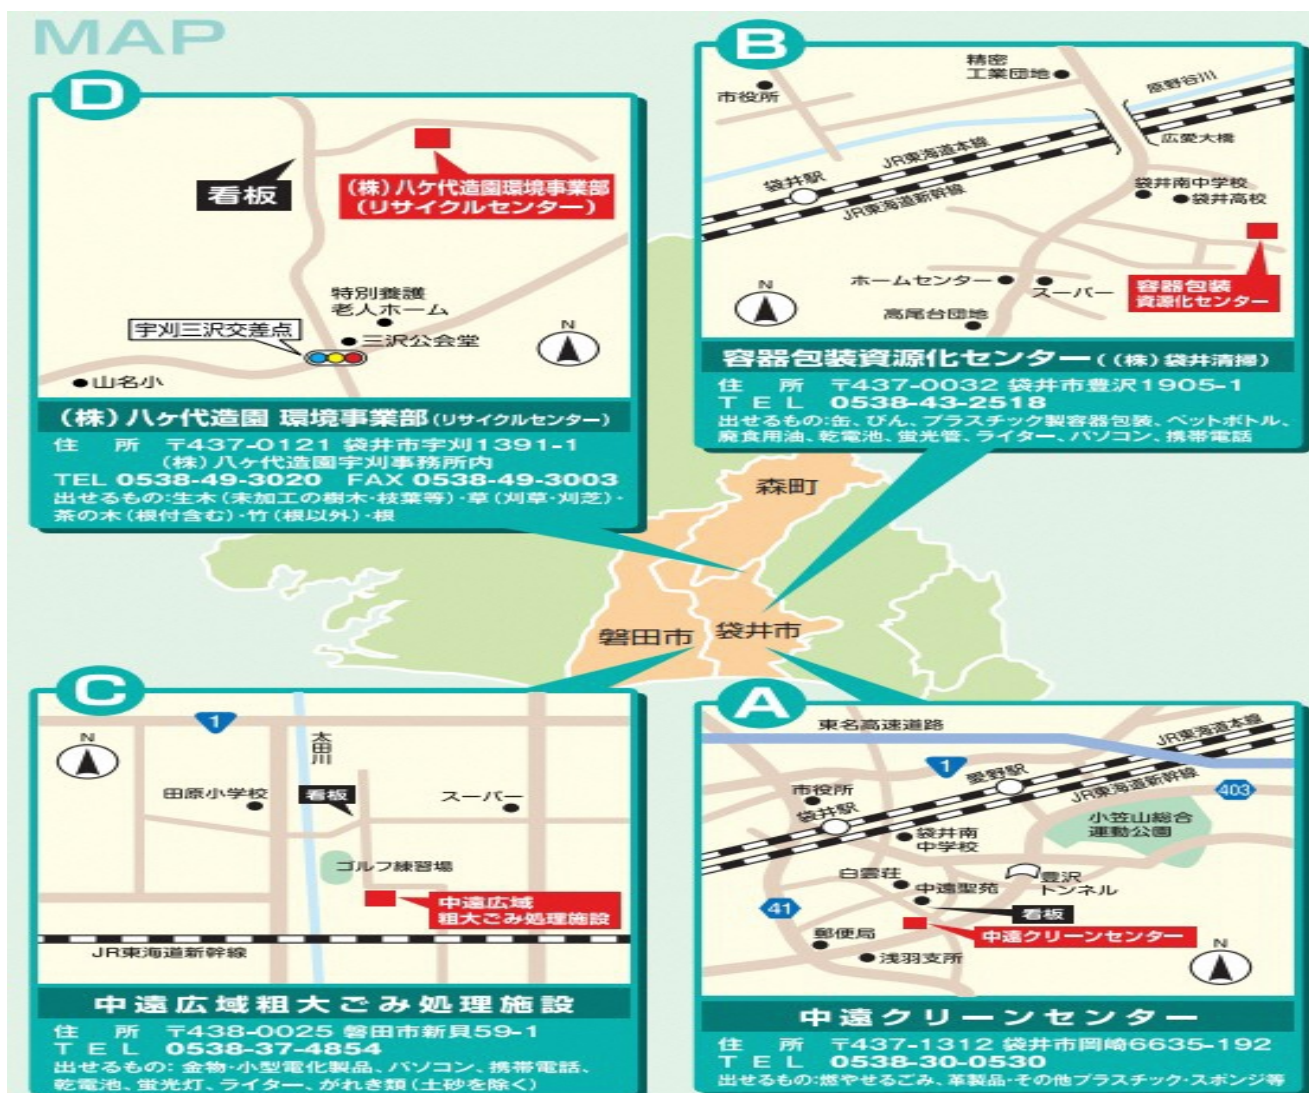 MAP
D
看板
(株)八ケ代造園環境事業部
(リサイクルセンター)
特別養護
老人ホーム
宇刈三沢交差点
三沢公会堂
N
山名小
(株)八ヶ代造園 環境事業部(リサイクルセンター)
住 所 〒437-0121 袋井市宇刈1391-1
(株)八ヶ代造園宇刈事務所内
TEL 0538-49-3020 FAX 0538-49-3003
出せるもの:生木(未加工の樹木・枝葉等)・草(刈草・刈芝)・
茶の木(根付含む)・竹(根以外)・根
B
精密
工業団地
市役所
原野谷川
広愛大橋
JR東海道本線
袋井駅
JR東海道新幹線
袋井南中学校
袋井高校
ホームセンター
スーパー
高尾台団地
N
容器包装
資源化センター
容器包装資源化センター((株)袋井清掃)
住 所 〒437-0032 袋井市豊沢1905-1
TEL 0538-43-2518
出せるもの:缶、びん、プラスチック製容器包装、ペットボトル、
廃食用油、乾電池、蛍光管、ライター、パソコン、携帯電話
森町
磐田市
袋井市
C
1
N
太田川
田原小学校
看板
スーパー
ゴルフ練習場
中遠広域
粗大ごみ処理施設
JR東海道新幹線
中遠広域粗大ごみ処理施設
住 所 〒438-0025 磐田市新貝59-1
TEL 0538-37-4854
出せるもの: 金物・小型電化製品、パソコン、携帯電話、
乾電池、蛍光灯、ライター、がれき類(土砂を除く)
A
東名高速道路
JR東海道本線
1
愛野駅
JR東海道新幹線
403
市役所
袋井駅
小笠山総合
運動公園
袋井南
中学校
白雲荘
中遠聖苑
豊沢
トンネル
看板
41
中遠クリーンセンター
郵便局
浅羽支所
N
中遠クリーンセンター
住 所 〒437-1312 袋井市岡崎6635-192
TEL 0538-30-0530
出せるもの:燃やせるごみ、革製品・その他プラスチック・スポンジ等